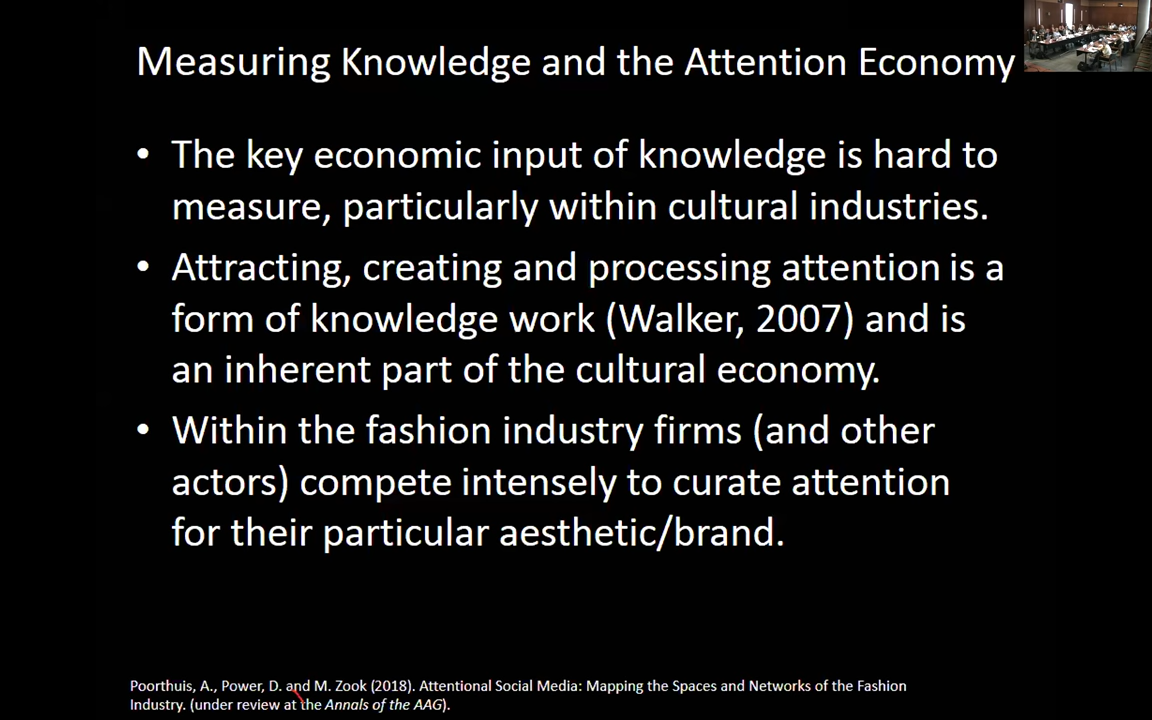 Measuring Knowledge and the Attention Economy
• The key economic input of knowledge is hard to
measure, particularly within cultural industries.
• Attracting, creating and processing attention is a
form of knowledge work (Walker, 2007) and is
an inherent part of the cultural economy.
• Within the fashion industry firms (and other
actors) compete intensely to curate attention
for their particular aesthetic/brand.
Poorthuis, A., Power, D. and M. Zook (2018). Attentional Social Media: Mapping the Spaces and Networks of the Fashion
Industry. (under review at the Annals of the AAG).